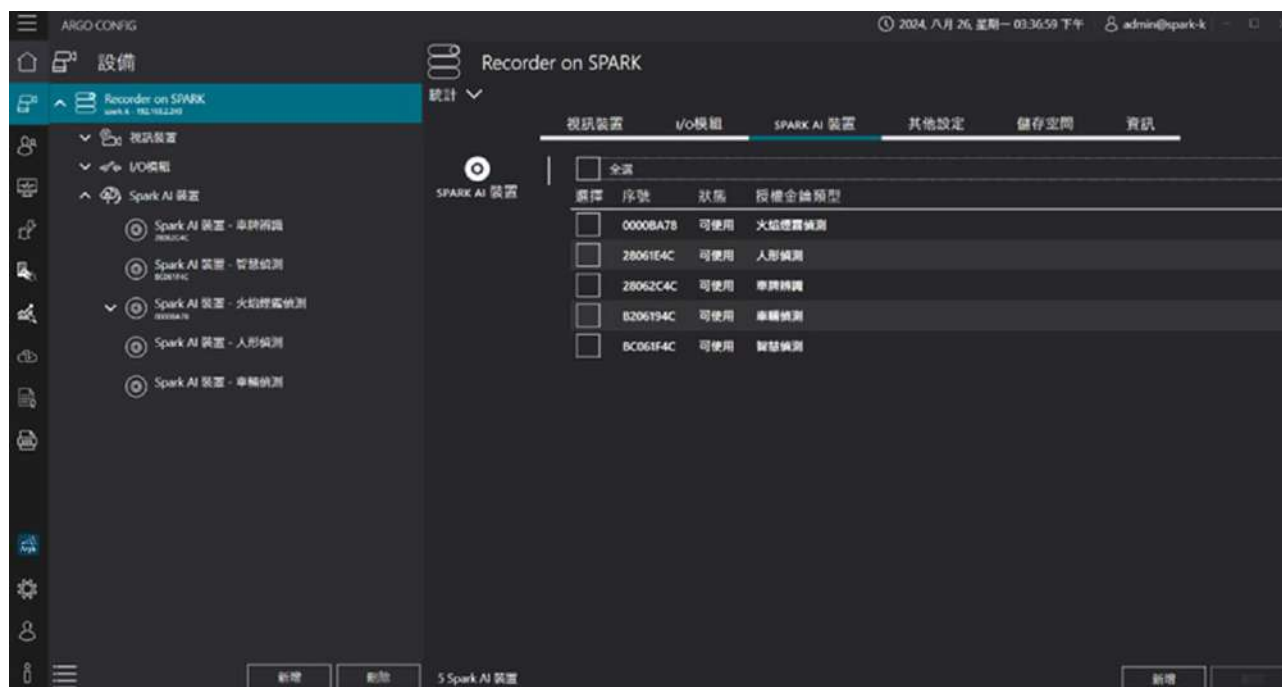 ARGO CONFIG
2024, 八月 26, 星期一 03:36:59 下午
admin@spark-k
設備
Recorder on SPARK
視訊裝置
I/O模組
Spark AI 裝置
Spark AI 裝置 - 車牌辨識
28062C4C
Spark AI 裝置 - 智慧偵測
BC061F4C
Spark AI 裝置 - 火焰煙霧偵測
0000BA78
Spark AI 裝置 - 人形偵測
Spark AI 裝置 - 車輛偵測
新增
刪除
Recorder on SPARK
統計
視訊裝置
I/O模組
SPARK AI 裝置
其他設定
儲存空間
資訊
SPARK AI 裝置
全選
選擇 序號 狀態 授權金鑰類型
0000BA78 可使用 火焰煙霧偵測
28061E4C 可使用 人形偵測
28062C4C 可使用 車牌辨識
B206194C 可使用 車輛偵測
BC061F4C 可使用 智慧偵測
5 Spark AI 裝置
新增